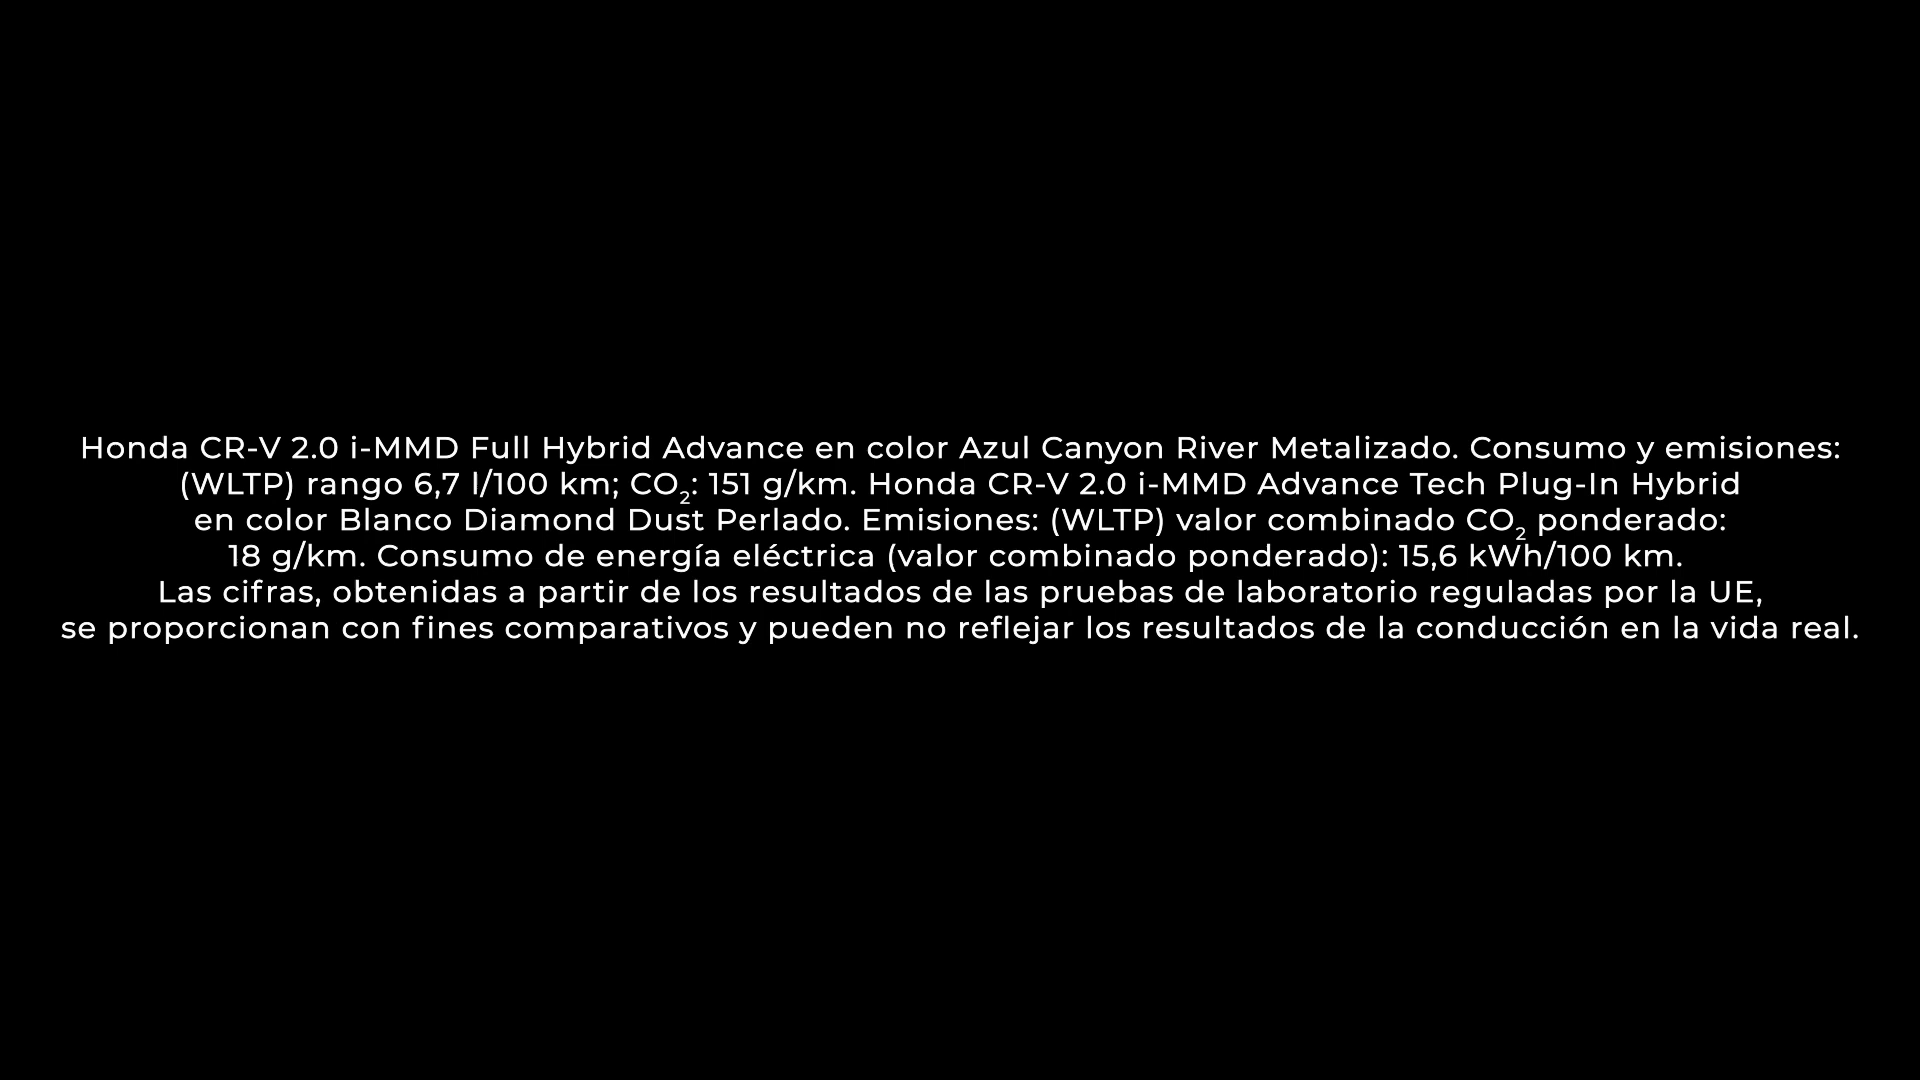 Honda CR-V 2.0 i-MMD Full Hybrid Advance en color Azul Canyon River Metalizado. Consumo y emisiones:
(WLTP) rango 6,7 l/100 km; CO₂: 151 g/km. Honda CR-V 2.0 i-MMD Advance Tech Plug-In Hybrid
en color Blanco Diamond Dust Perlado. Emisiones: (WLTP) valor combinado CO₂ ponderado:
18 g/km. Consumo de energía eléctrica (valor combinado ponderado): 15,6 kWh/100 km.
Las cifras, obtenidas a partir de los resultados de las pruebas de laboratorio reguladas por la UE,
se proporcionan con fines comparativos y pueden no reflejar los resultados de la conducción en la vida real.